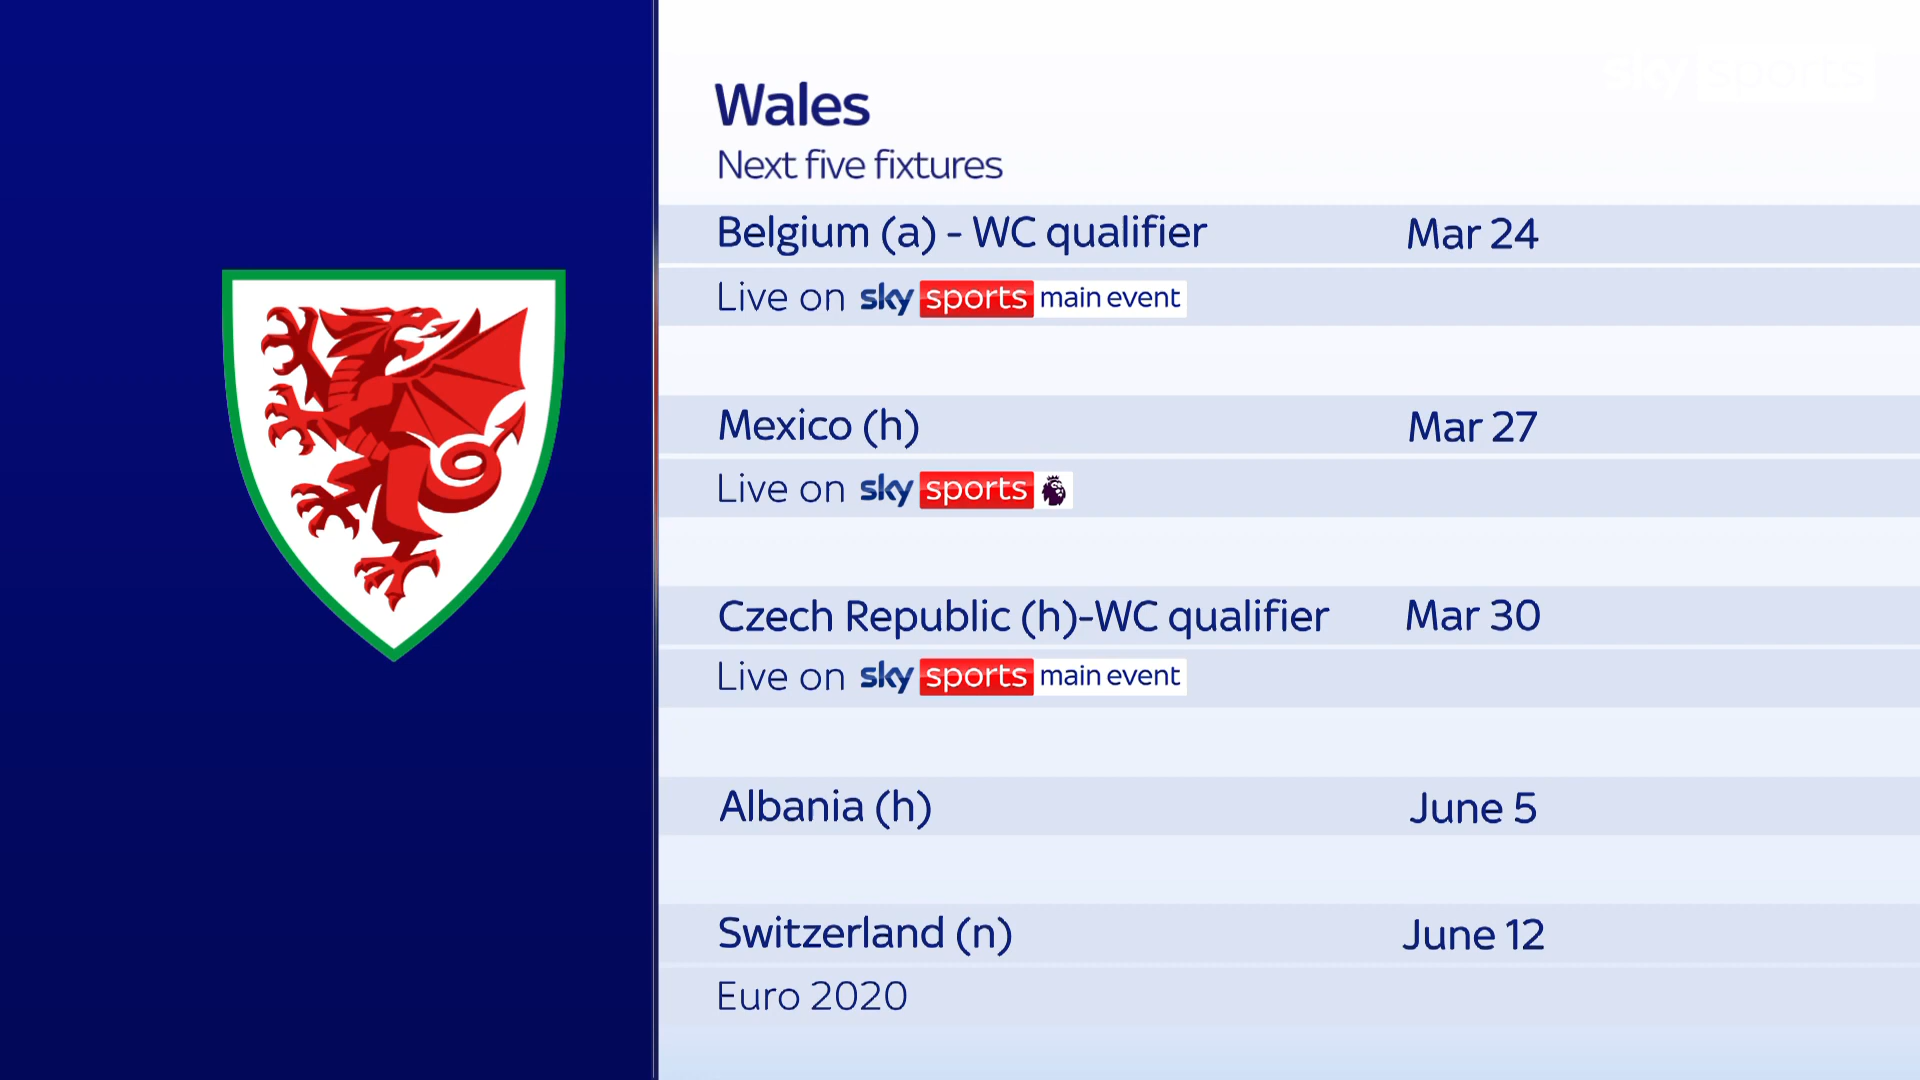 sky sports
Wales
Next five fixtures
Belgium (a) - WC qualifier Mar 24
Live on sky sports main event
Mexico (h) Mar 27
Live on sky sports
Czech Republic (h)-WC qualifier Mar 30
Live on sky sports main event
Albania (h) June 5
Switzerland (n) June 12
Euro 2020